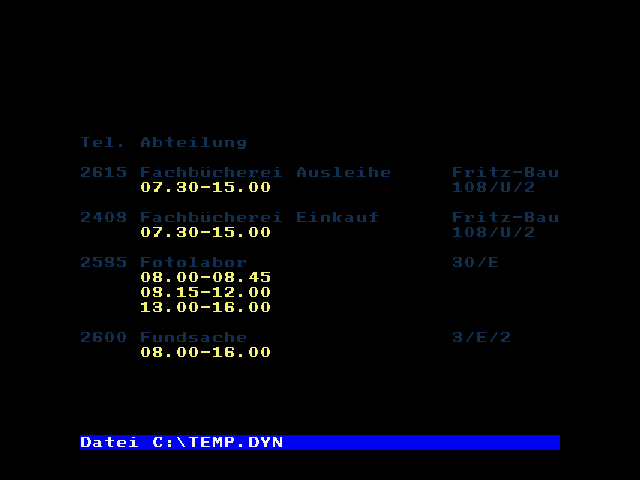 Tel. Abteilung
2615 Fachbücherei Ausleihe Fritz-Bau
07.30-15.00 108/U/2
2409 Fachbücherei Einkauf Fritz-Bau
07.30-15.00 108/U/2
2595 Fotolabor 30/E
08.00-08.45
09.15-12.00
13.00-16.00
2600 Fundsache 3/E/2
08.00-16.00
Datei C:\TEMP.DYN